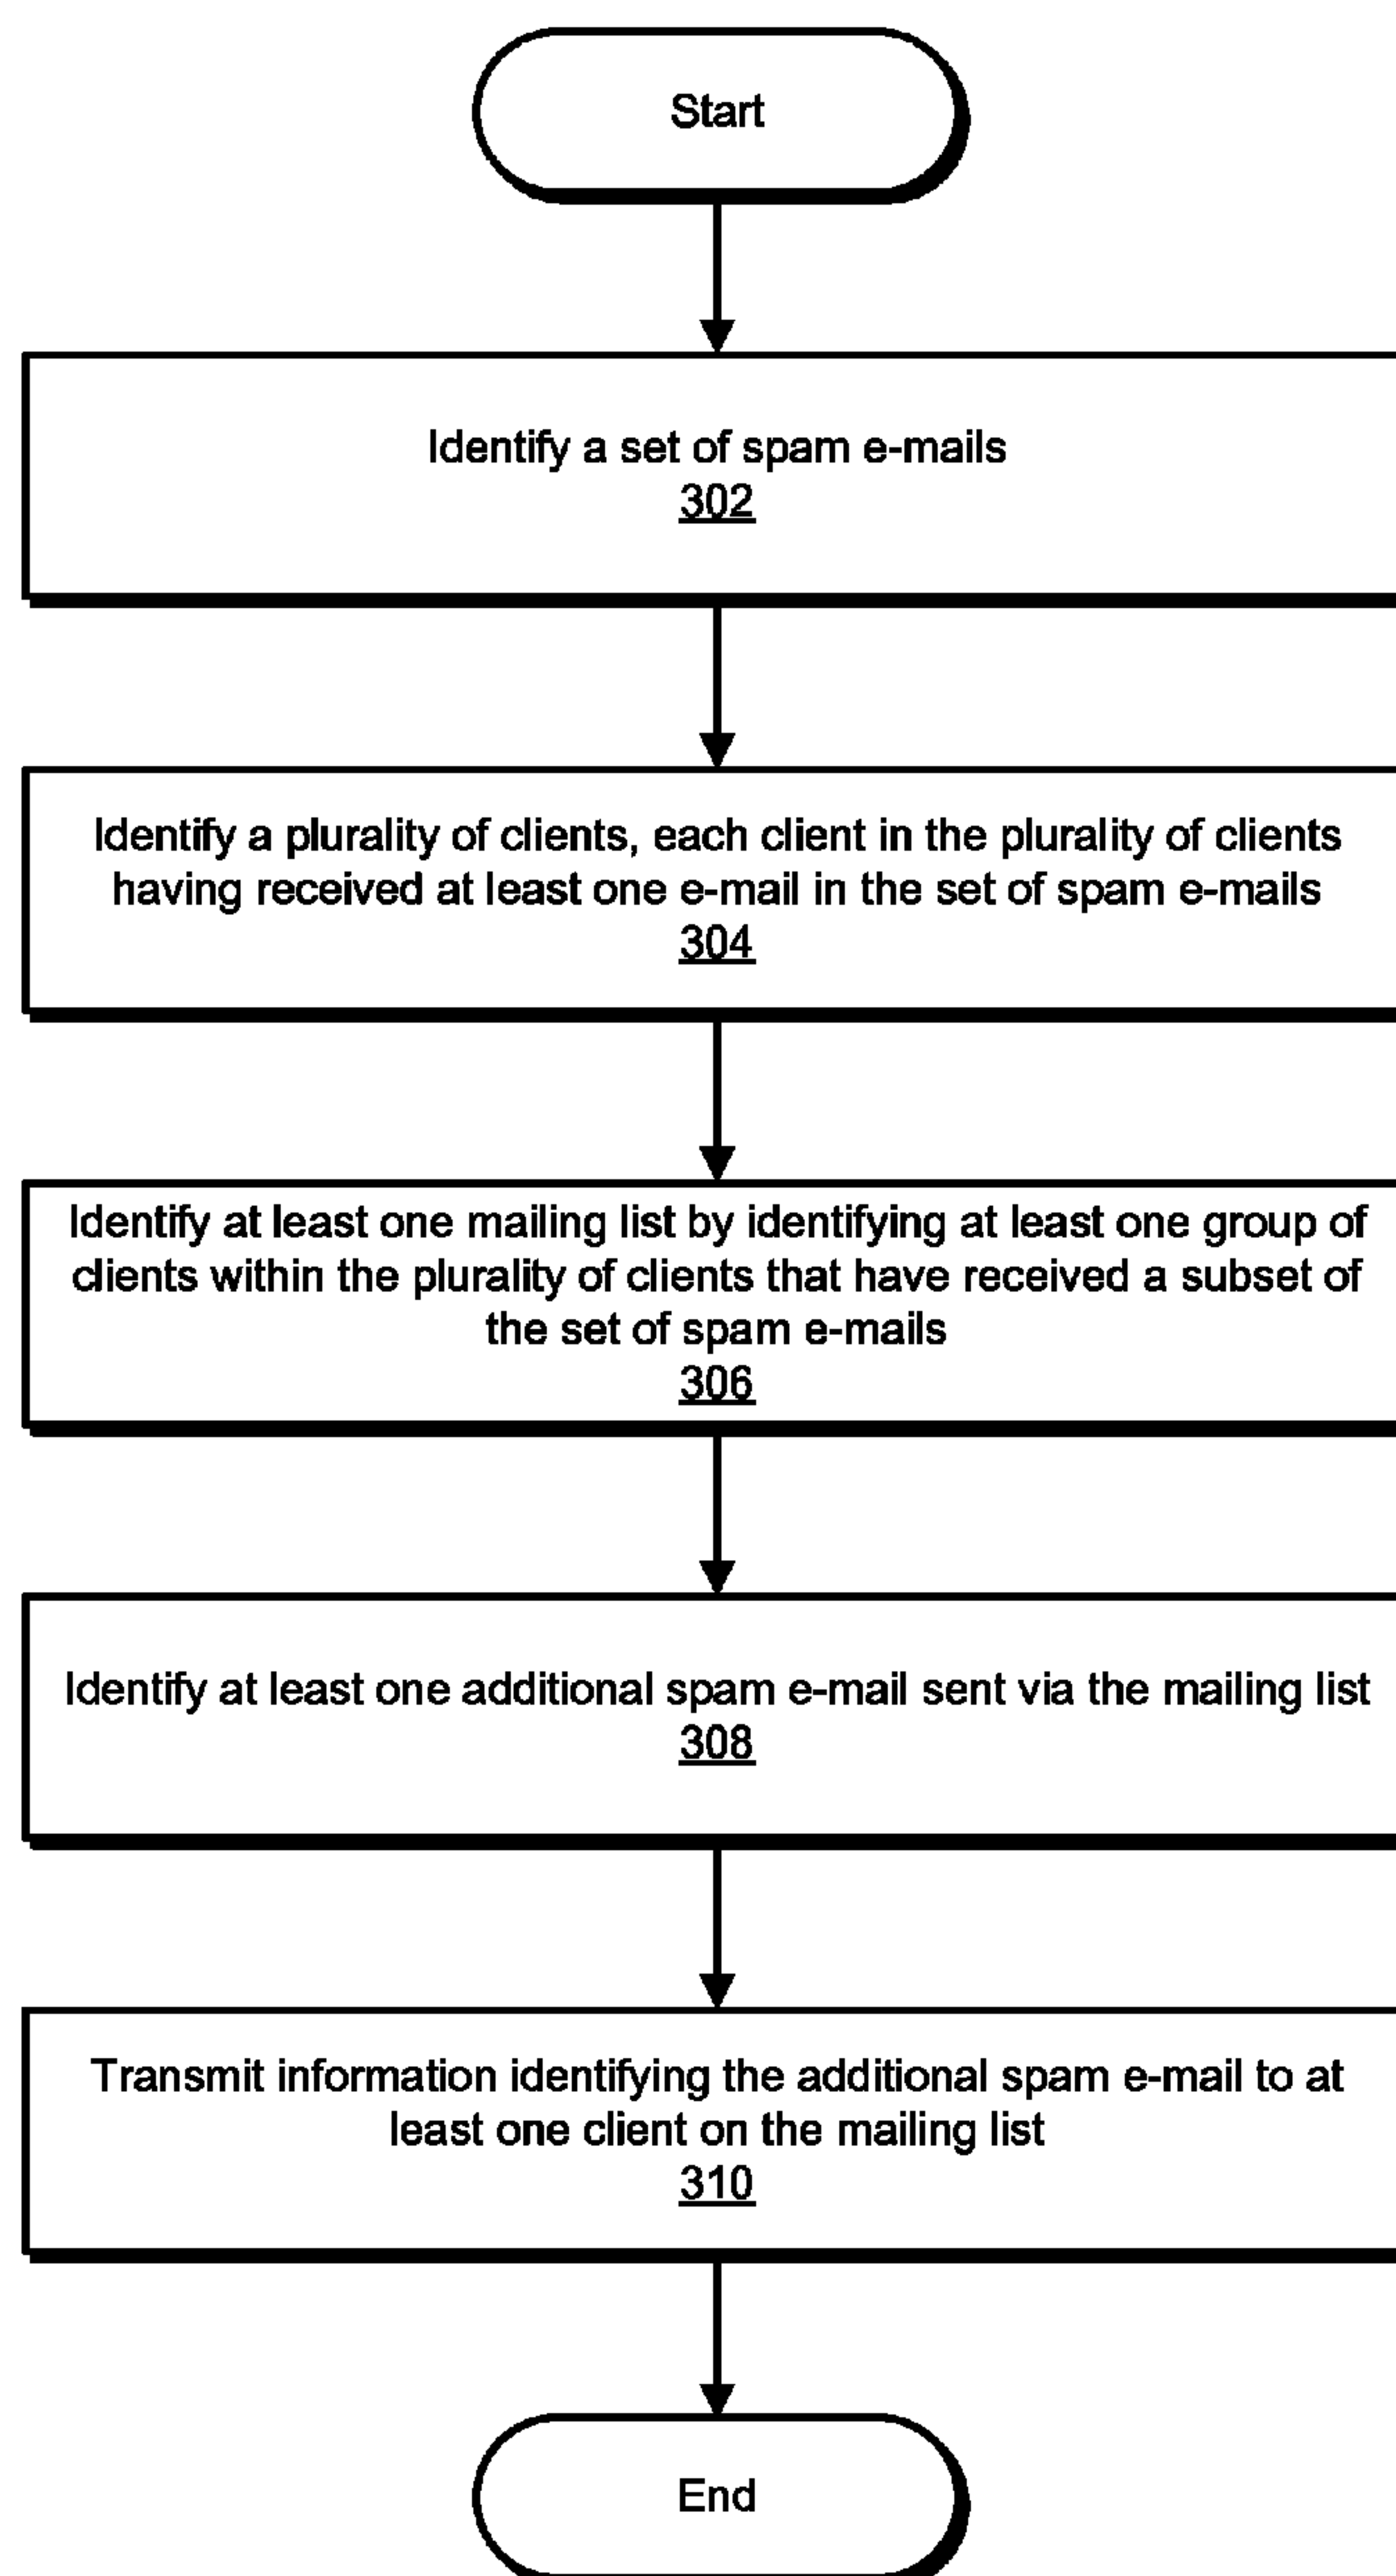 Start
Identify a set of spam e-mails
302
Identify a plurality of clients, each client in the plurality of clients
having received at least one e-mail in the set of spam e-mails
304
Identify at least one mailing list by identifying at least one group of
clients within the plurality of clients that have received a subset of
the set of spam e-mails
306
Identify at least one additional spam e-mail sent via the mailing list
308
Transmit information identifying the additional spam e-mail to at
least one client on the mailing list
310
End